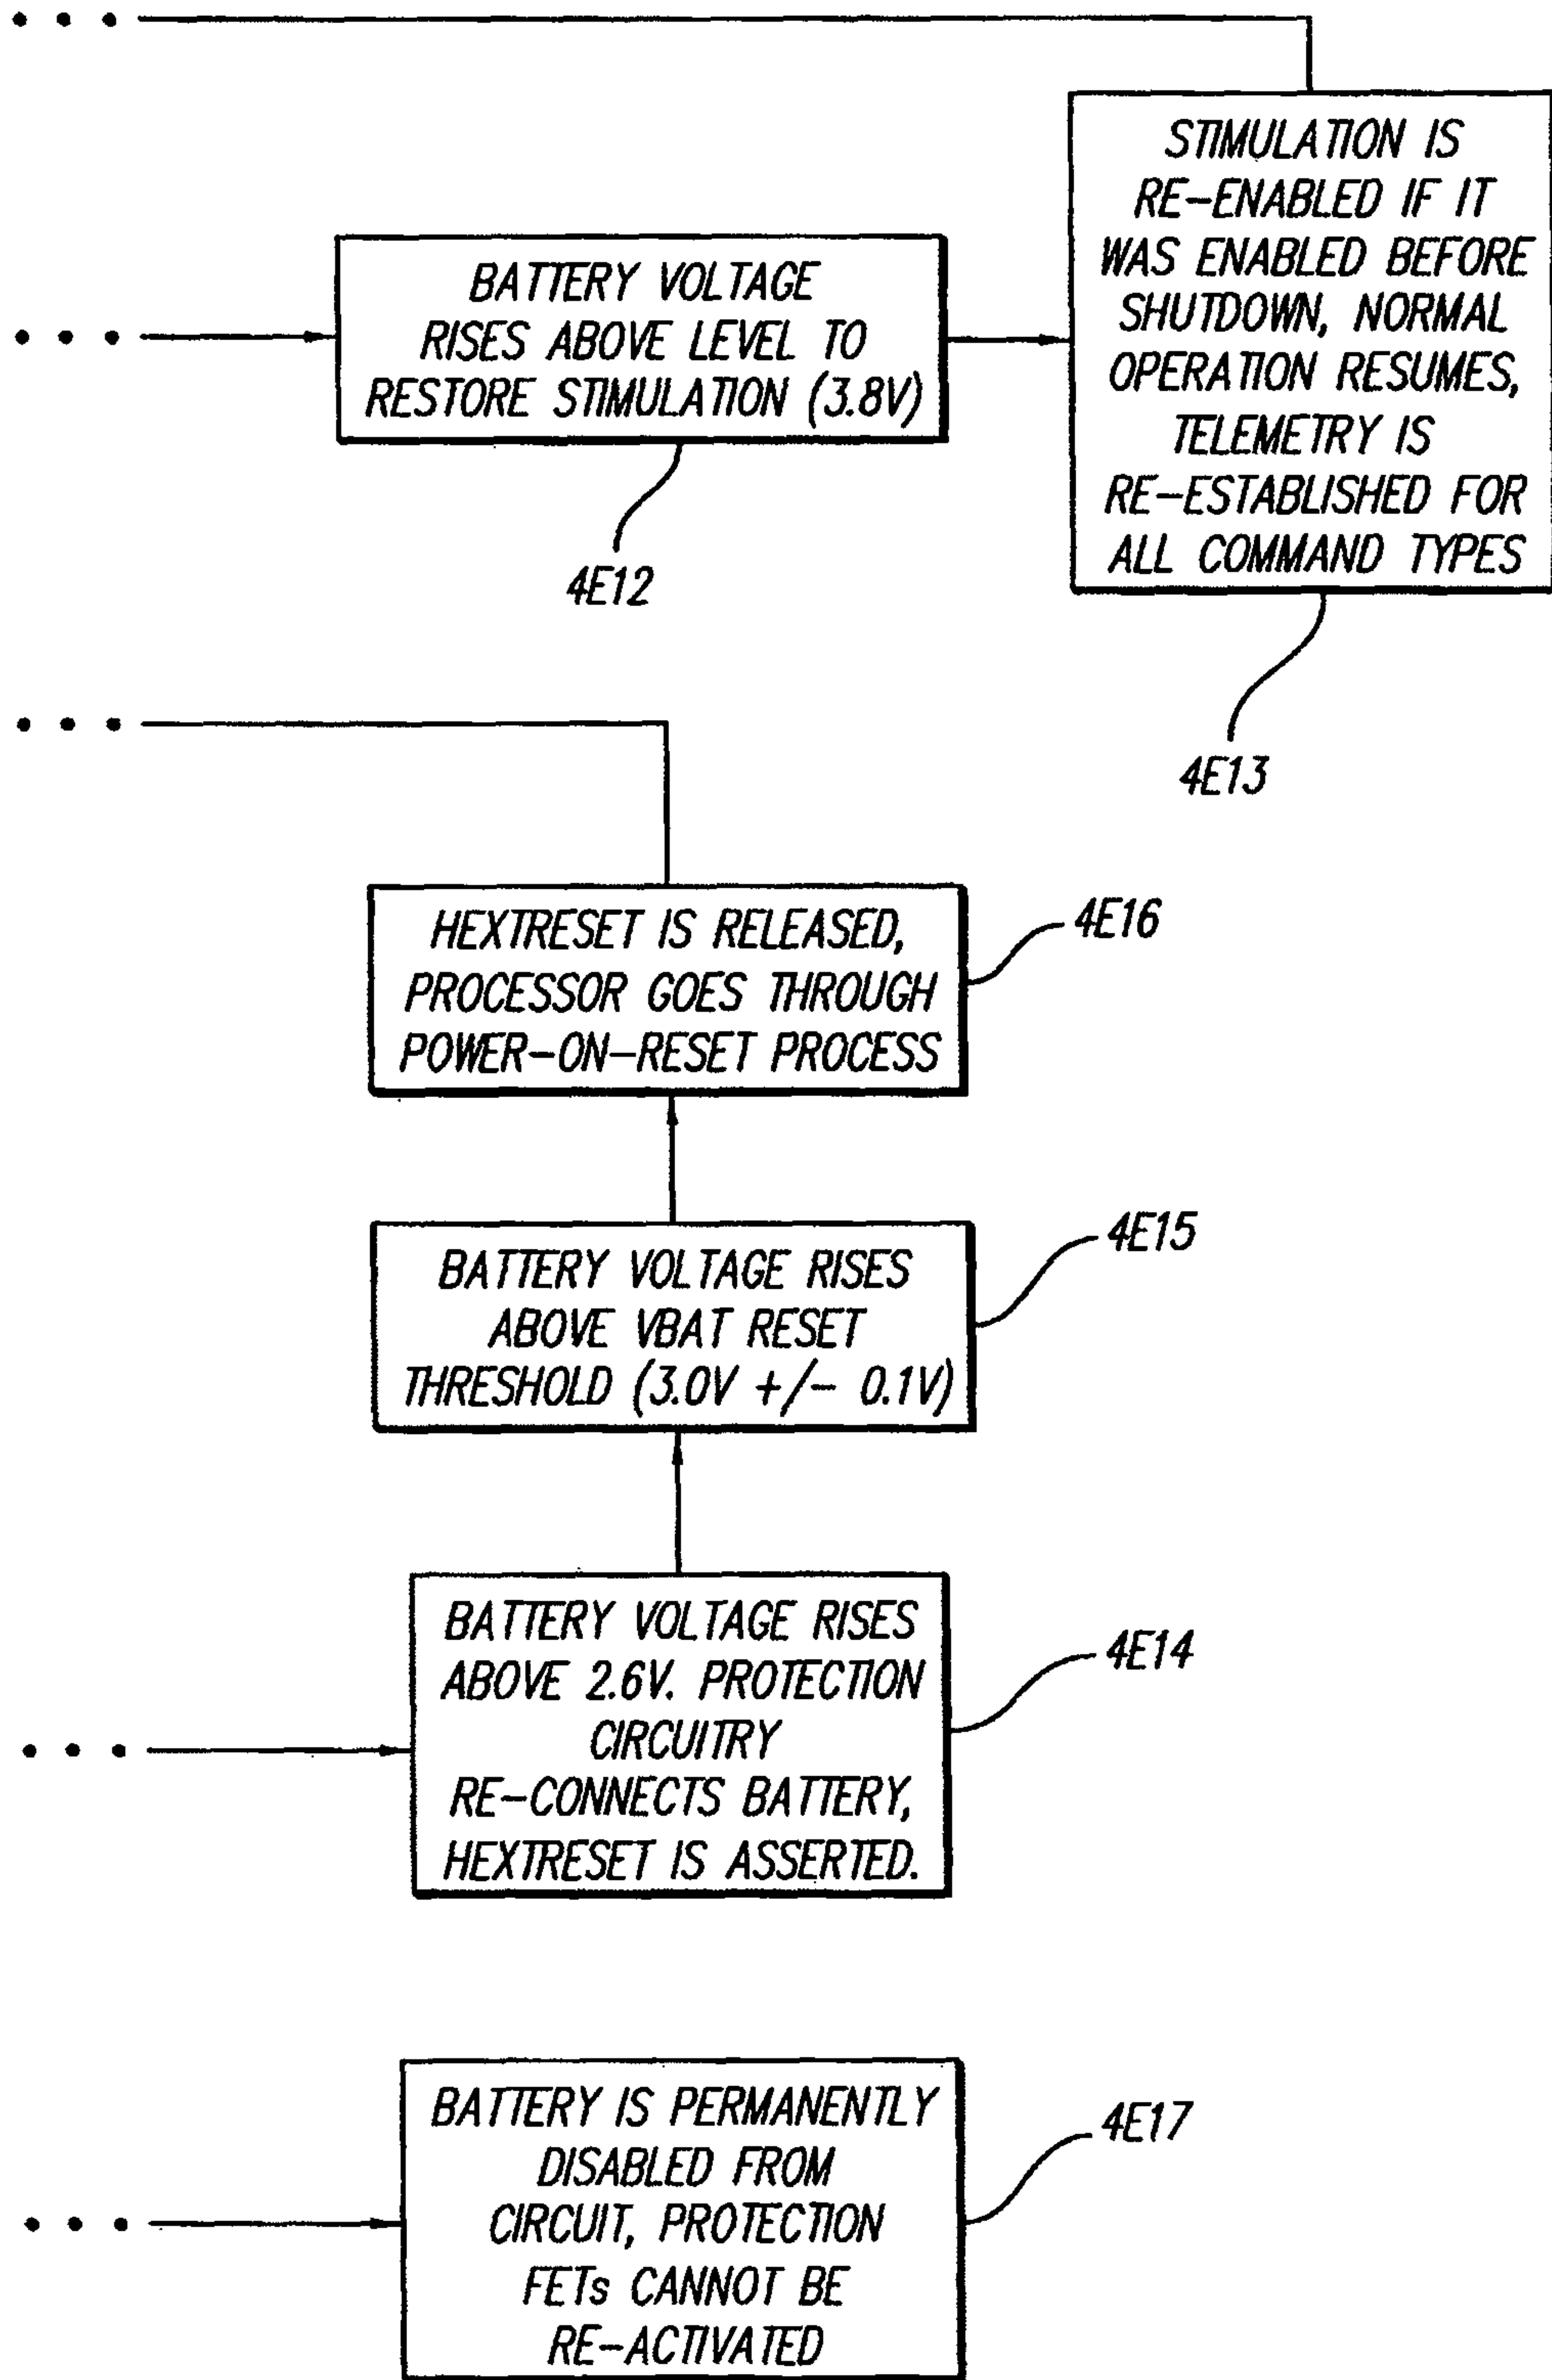 STIMULATION IS
RE-ENABLED IF IT
WAS ENABLED BEFORE
SHUTDOWN, NORMAL
OPERATION RESUMES,
TELEMETRY IS
RE-ESTABLISHED FOR
ALL COMMAND TYPES
4E13
BATTERY VOLTAGE
RISES ABOVE LEVEL TO
RESTORE STIMULATION (3.8V)
4E12
HEXTRESET IS RELEASED,
PROCESSOR GOES THROUGH
POWER-ON-RESET PROCESS
4E16
BATTERY VOLTAGE RISES
ABOVE VBAT RESET
THRESHOLD (3.0V +/- 0.1V)
4E15
BATTERY VOLTAGE RISES
ABOVE 2.6V. PROTECTION
CIRCUITRY
RE-CONNECTS BATTERY,
HEXTRESET IS ASSERTED.
4E14
BATTERY IS PERMANENTLY
DISABLED FROM
CIRCUIT, PROTECTION
FETs CANNOT BE
RE-ACTIVATED
4E17